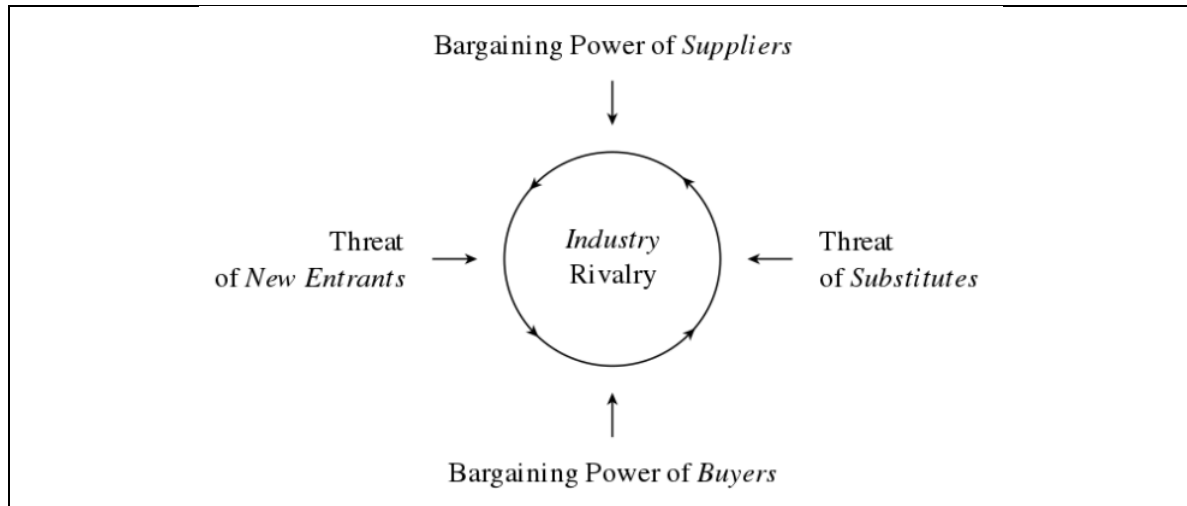 Bargaining Power of Suppliers
Threat
of New Entrants
Industry
Rivalry
Threat
of Substitutes
Bargaining Power of Buyers